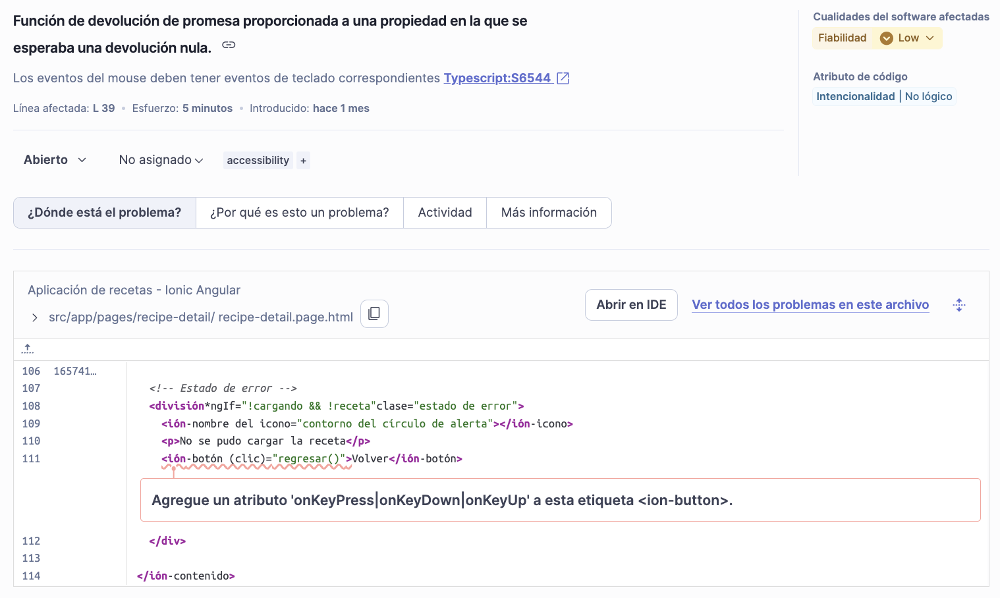 Función de devolución de promesa proporcionada a una propiedad en la que se
esperaba una devolución nula.
Los eventos del mouse deben tener eventos de teclado correspondientes Typescript:S6544
Línea afectada: L 39 • Esfuerzo: 5 minutos • Introducido: hace 1 mes
Cualidades del software afectadas
Fiabilidad Low
Atributo de código
Intencionalidad | No lógico
Abierto No asignado accessibility +
¿Dónde está el problema? ¿Por qué es esto un problema? Actividad Más información
Aplicación de recetas - Ionic Angular
src/app/pages/recipe-detail/ recipe-detail.page.html
Abrir en IDE Ver todos los problemas en este archivo
106 165741…
107 <!-- Estado de error -->
108 <división*ngIf="!cargando && !receta"clase="estado de error">
109 <ión-nombre del icono="contorno del círculo de alerta"></ión-icono>
110 <p>No se pudo cargar la receta</p>
111 <ión-botón (clic)="regresar()">Volver</ión-botón>
Agregue un atributo 'onKeyPress|onKeyDown|onKeyUp' a esta etiqueta <ion-button>.
112 </div>
113
114 </ión-contenido>